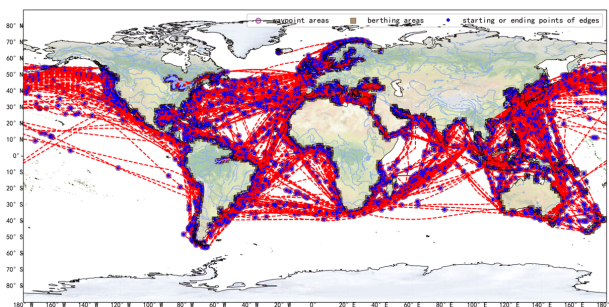 waypoint areas berthing areas starting or ending points of edges
80° N
70° N
60° N
50° N
40° N
30° N
20° N
10° N
0°
10° S
20° S
30° S
40° S
50° S
60° S
70° S
80° S
180° W 160° W 140° W 120° W 100° W 80° W 60° W 40° W 20° W 0° 20° E 40° E 60° E 80° E 100° E 120° E 140° E 160° E 180°